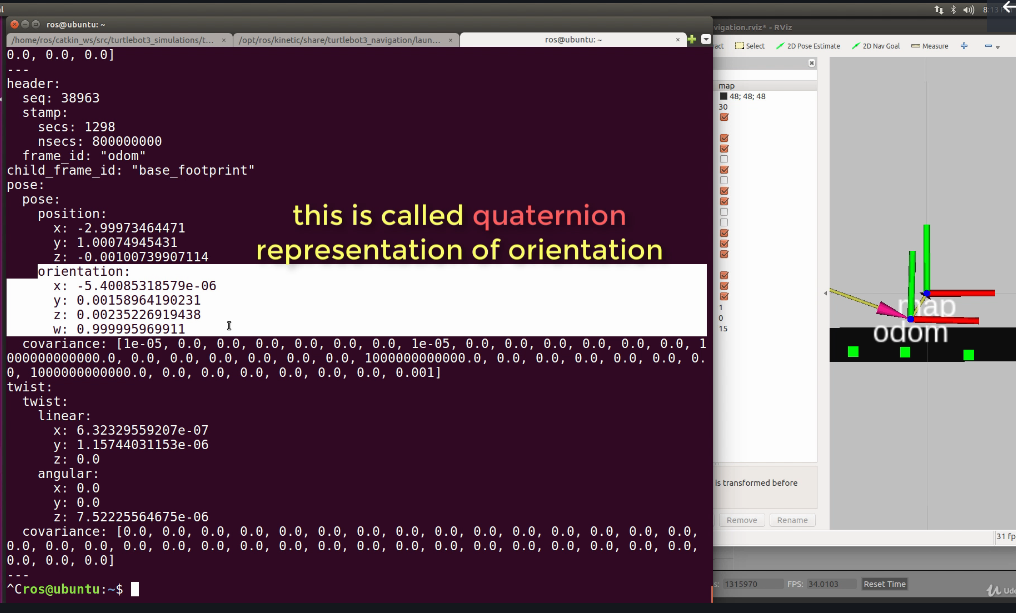 ros@ubuntu: ~
/home/ros/catkin_ws/src/turtlebot3_simulations/t... × /opt/ros/kinetic/share/turtlebot3_navigation/laun... × ros@ubuntu: ~ ×
0.0, 0.0, 0.0]
---
header:
seq: 38963
stamp:
secs: 1298
nsecs: 800000000
frame_id: "odom"
child_frame_id: "base_footprint"
pose:
pose:
position:
x: -2.99973464471
y: 1.00074945431
z: -0.00100739907114
orientation:
x: -5.40085318579e-06
y: 0.00158964190231
z: 0.00235226919438
w: 0.999995969911
covariance: [1e-05, 0.0, 0.0, 0.0, 0.0, 0.0, 0.0, 1e-05, 0.0, 0.0, 0.0, 0.0, 0.0, 0.0, 1
000000000000.0, 0.0, 0.0, 0.0, 0.0, 0.0, 0.0, 1000000000000.0, 0.0, 0.0, 0.0, 0.0, 0.0, 0.
0, 1000000000000.0, 0.0, 0.0, 0.0, 0.0, 0.0, 0.0, 0.001]
twist:
twist:
linear:
x: 6.32329559207e-07
y: 1.15744031153e-06
z: 0.0
angular:
x: 0.0
y: 0.0
z: 7.52225564675e-06
covariance: [0.0, 0.0, 0.0, 0.0, 0.0, 0.0, 0.0, 0.0, 0.0, 0.0, 0.0, 0.0, 0.0, 0.0, 0.0,
0.0, 0.0, 0.0, 0.0, 0.0, 0.0, 0.0, 0.0, 0.0, 0.0, 0.0, 0.0, 0.0, 0.0, 0.0, 0.0, 0.0, 0.0,
0.0, 0.0, 0.0]
---
^Cros@ubuntu:~$
this is called quaternion
representation of orientation
vigation.rviz* - RViz
act Select 2D Pose Estimate 2D Nav Goal Measure
map
48; 48; 48
30
1
0
15
is transformed before
Remove Rename
map
odom
31 fp
1315970 FPS: 34.0103 Reset Time